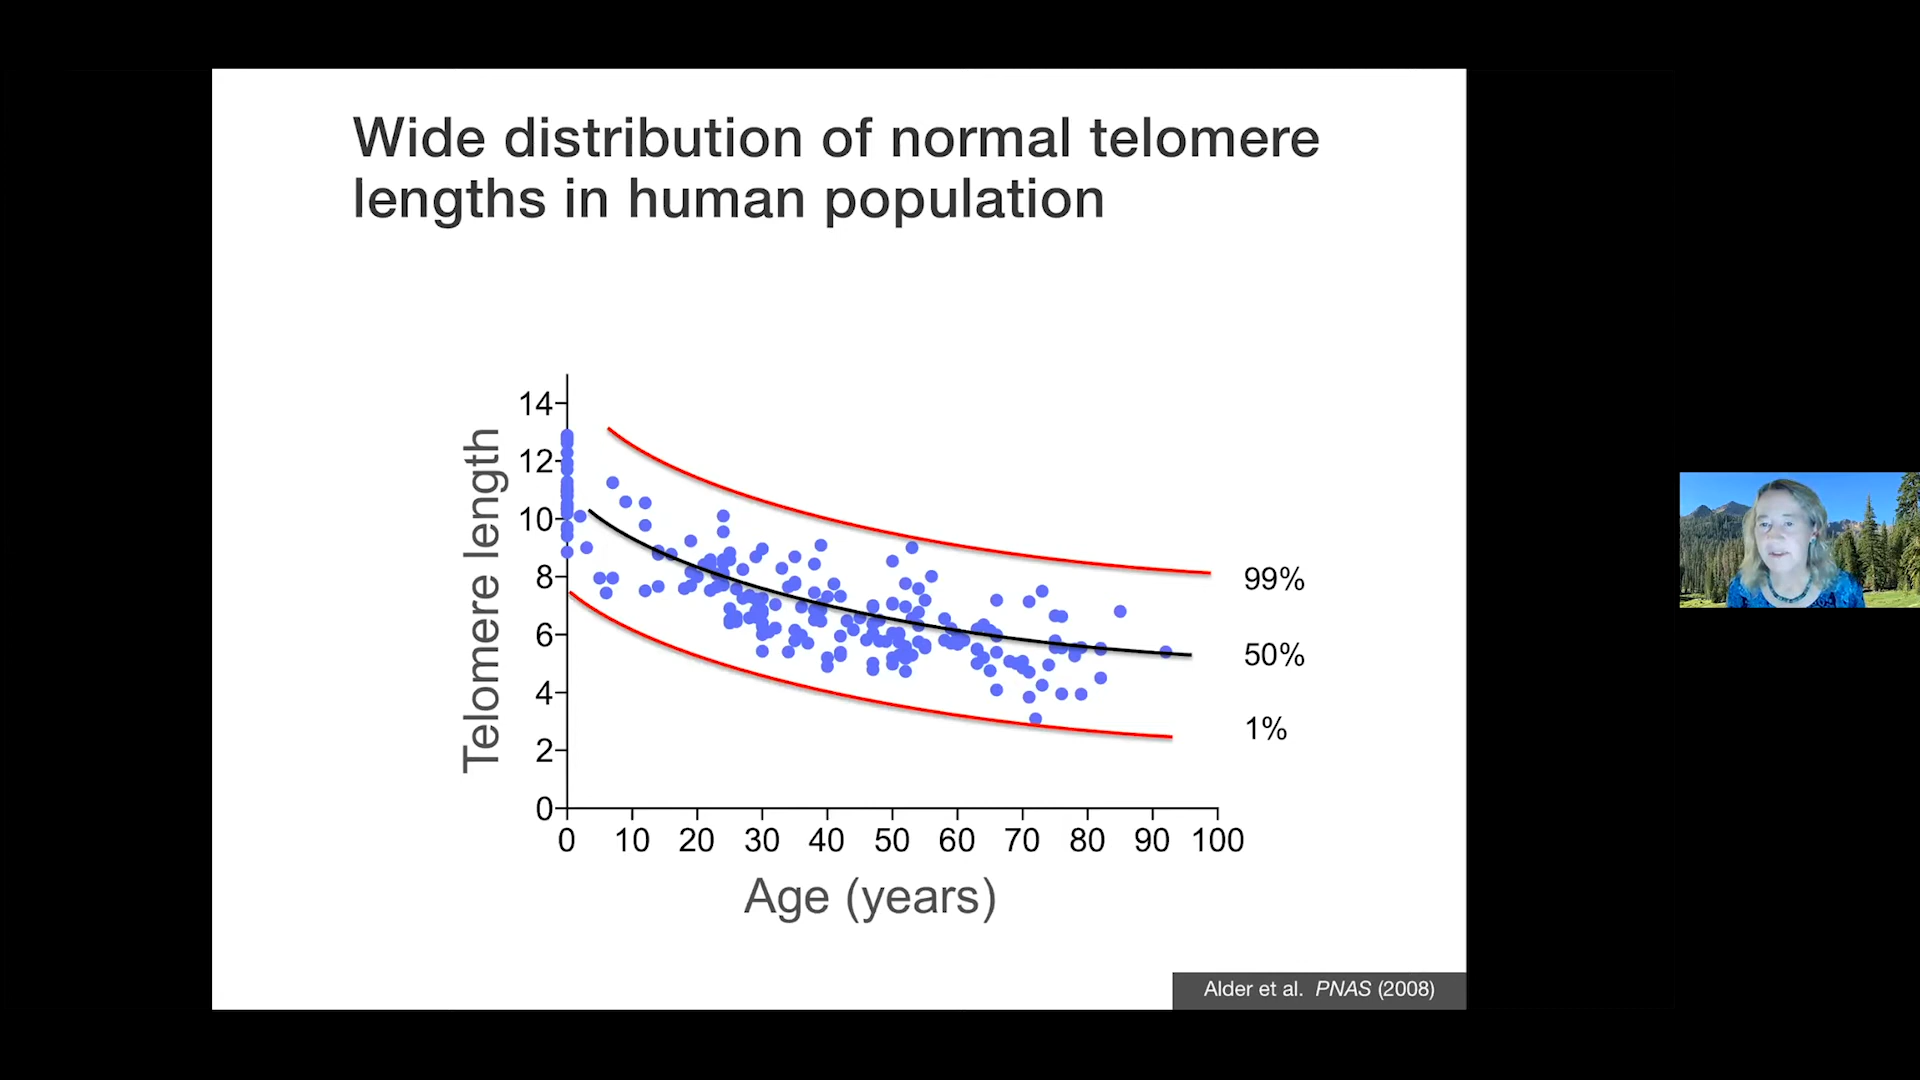 Wide distribution of normal telomere
lengths in human population
Telomere length
14
12
10
8
6
4
2
0
0 10 20 30 40 50 60 70 80 90 100
Age (years)
99%
50%
1%
Alder et al. PNAS (2008)